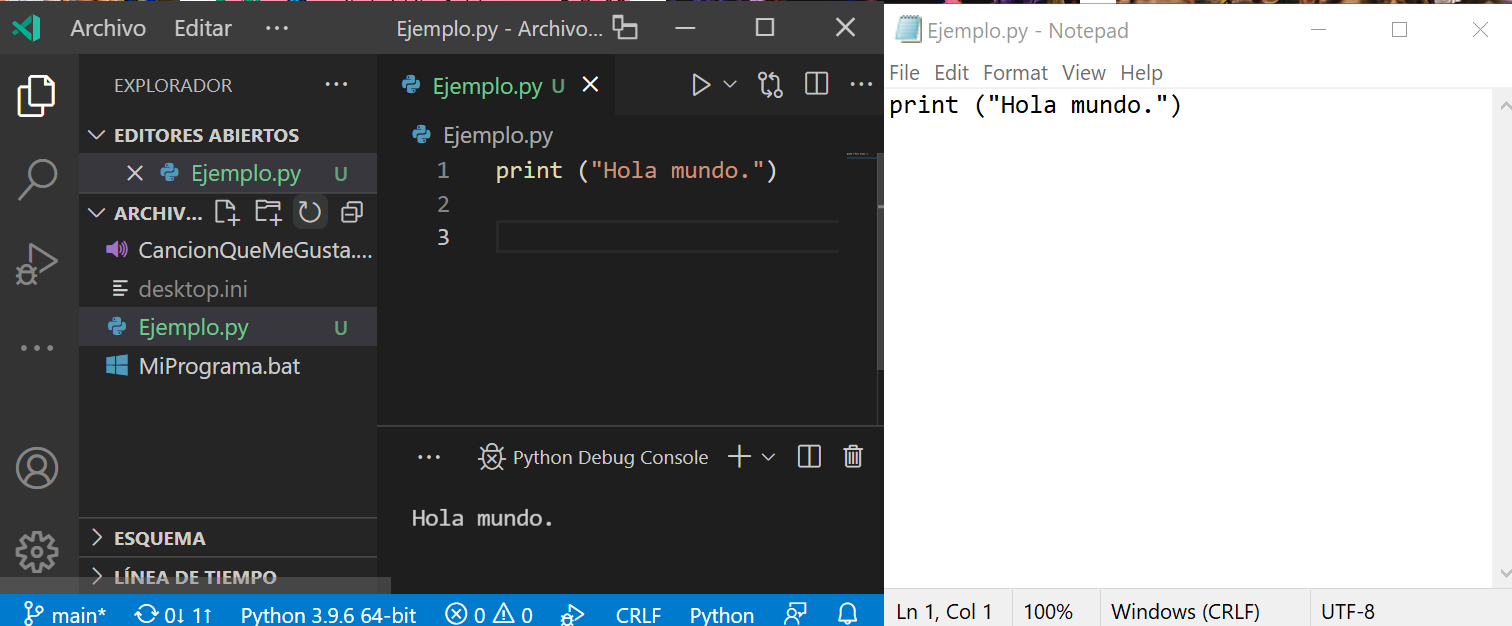 Archivo Editar ··· Ejemplo.py - Archivo...
EXPLORADOR ···
EDITORES ABIERTOS
Ejemplo.py U
ARCHIV...
CancionQueMeGusta....
desktop.ini
Ejemplo.py U
MiPrograma.bat
ESQUEMA
LÍNEA DE TIEMPO
Ejemplo.py U
Ejemplo.py
1 print ("Hola mundo.")
2
3
··· Python Debug Console
Hola mundo.
main* 0↓ 1↑ Python 3.9.6 64-bit 0 0 CRLF Python
Ejemplo.py - Notepad
File Edit Format View Help
print ("Hola mundo.")
Ln 1, Col 1 100% Windows (CRLF) UTF-8